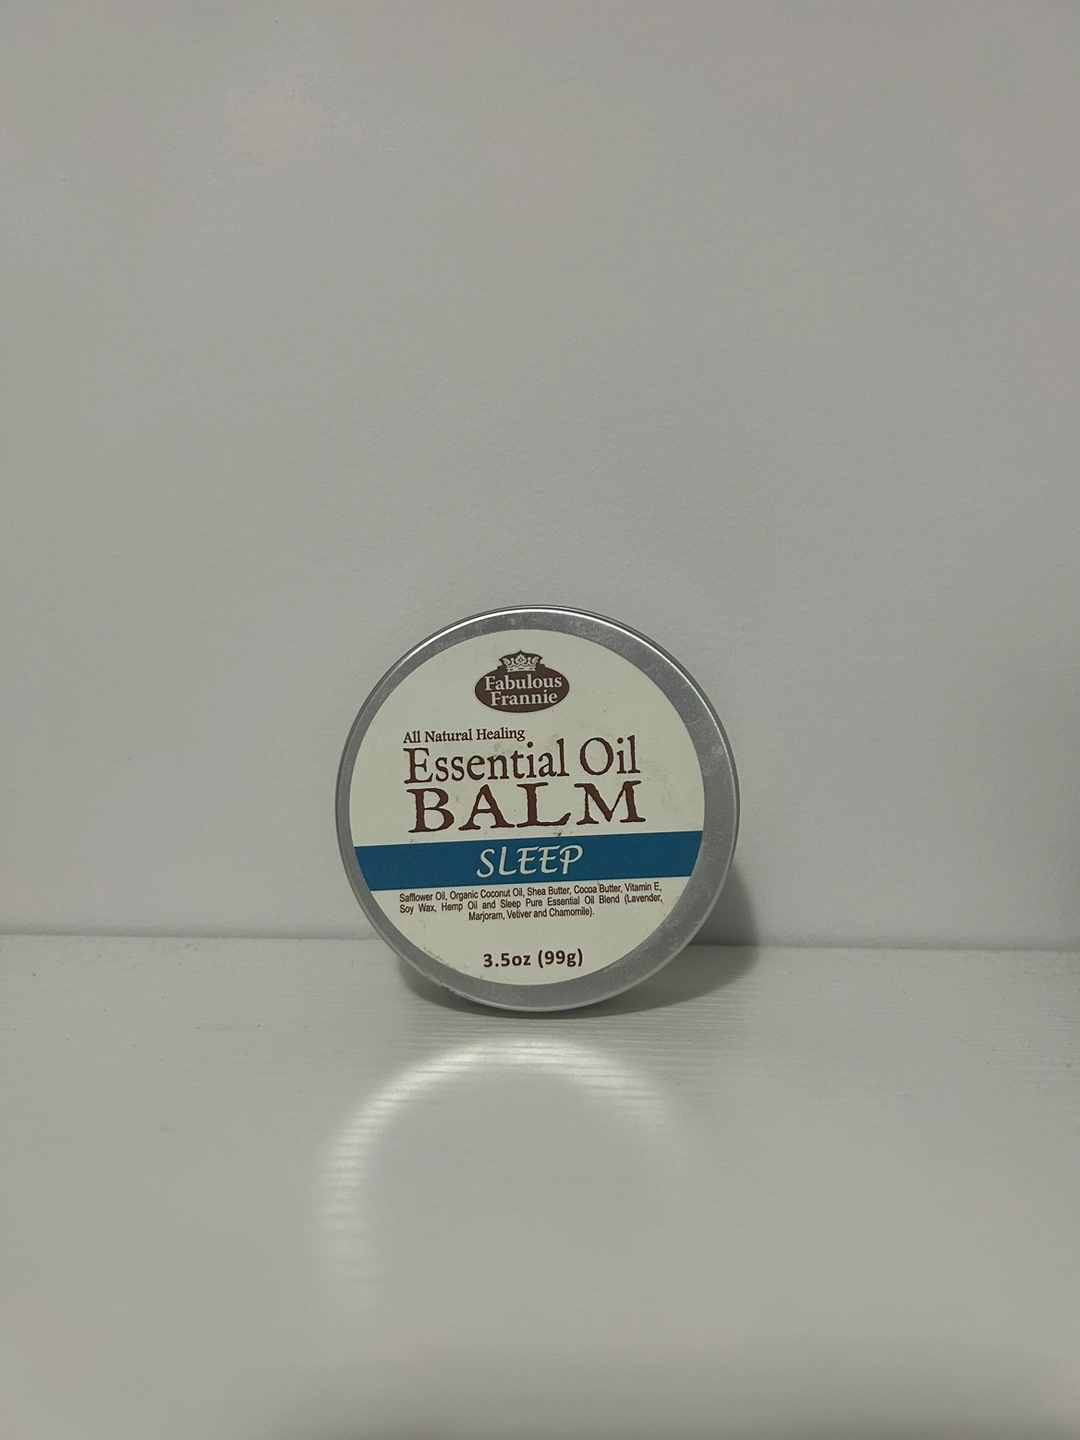 Fabulous
Frannie
All Natural Healing
Essential Oil
BALM
SLEEP
Safflower Oil, Organic Coconut Oil, Shea Butter, Cocoa Butter, Vitamin E,
Soy Wax, Hemp Oil and Sleep Pure Essential Oil Blend (Lavender,
Marjoram, Vetiver and Chamomile).
3.5oz (99g)